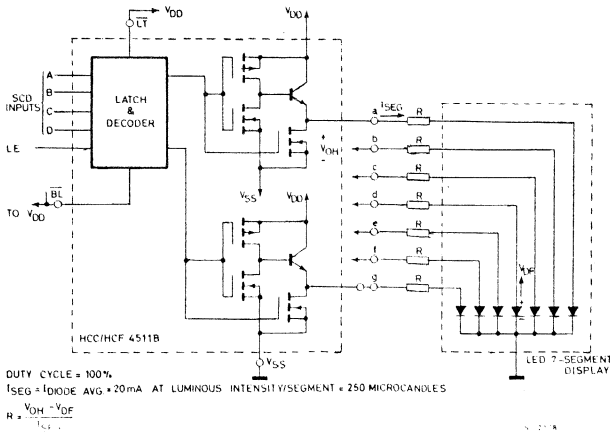 V_DD
LT
V_DD
A
B
C
D
SCD
INPUTS
LATCH
&
DECODER
LE
BL
TO V_DD
V_OH
V_SS
V_DD
V_SS
HCC/HCF 4511B
a I_SEG R
b R
c R
d R
e R
f R
g R
V_DF
LED 7-SEGMENT
DISPLAY
DUTY CYCLE = 100%
I_SEG = I_DIODE AVG. = 20mA AT LUMINOUS INTENSITY/SEGMENT = 250 MICROCANDLES
R = V_OH - V_DF